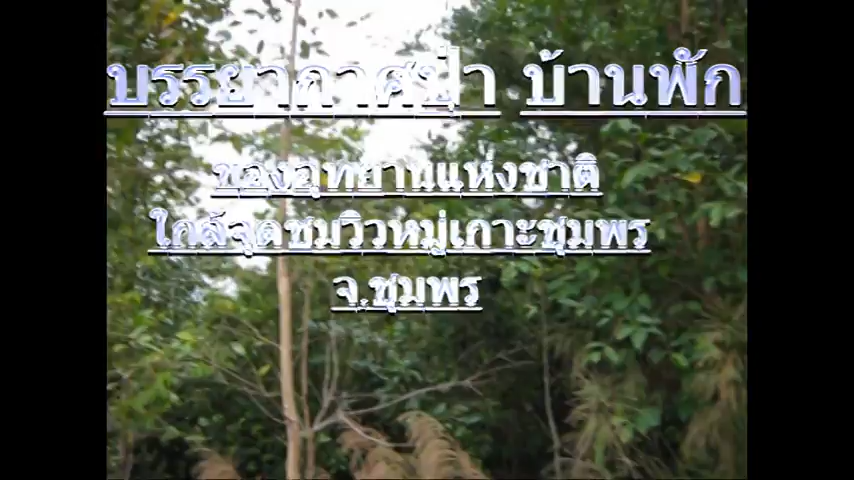 บรรยากาศป่า บ้านพัก
ของอุทยานแห่งชาติ
ใกล้จุดชมวิวหมู่เกาะชุมพร
จ.ชุมพร